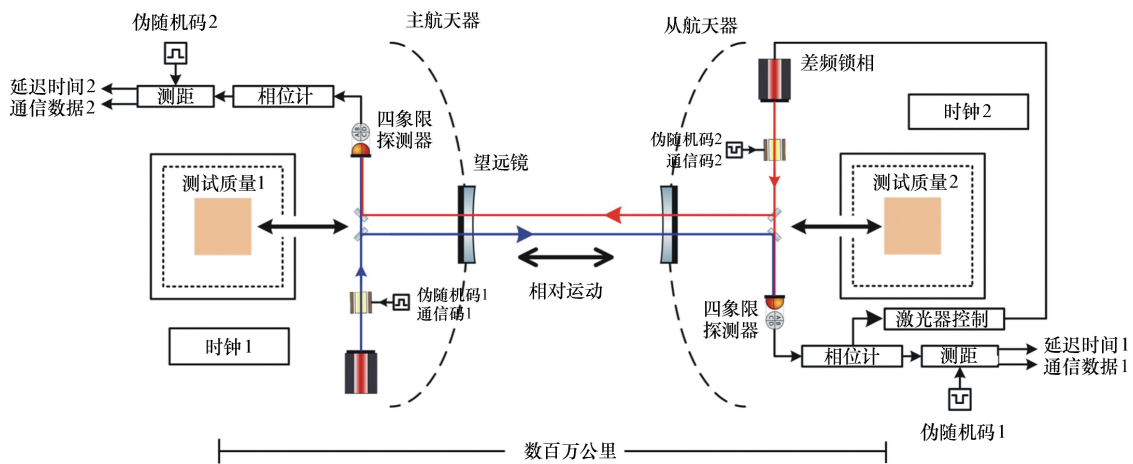 伪随机码2
主航天器
从航天器
延迟时间2
通信数据2
测距
相位计
四象限
探测器
差频锁相
时钟2
伪随机码2
通信码2
望远镜
测试质量1
测试质量2
相对运动
伪随机码1
通信码1
时钟1
四象限
探测器
激光器控制
相位计
测距
延迟时间1
通信数据1
伪随机码1
数百万公里